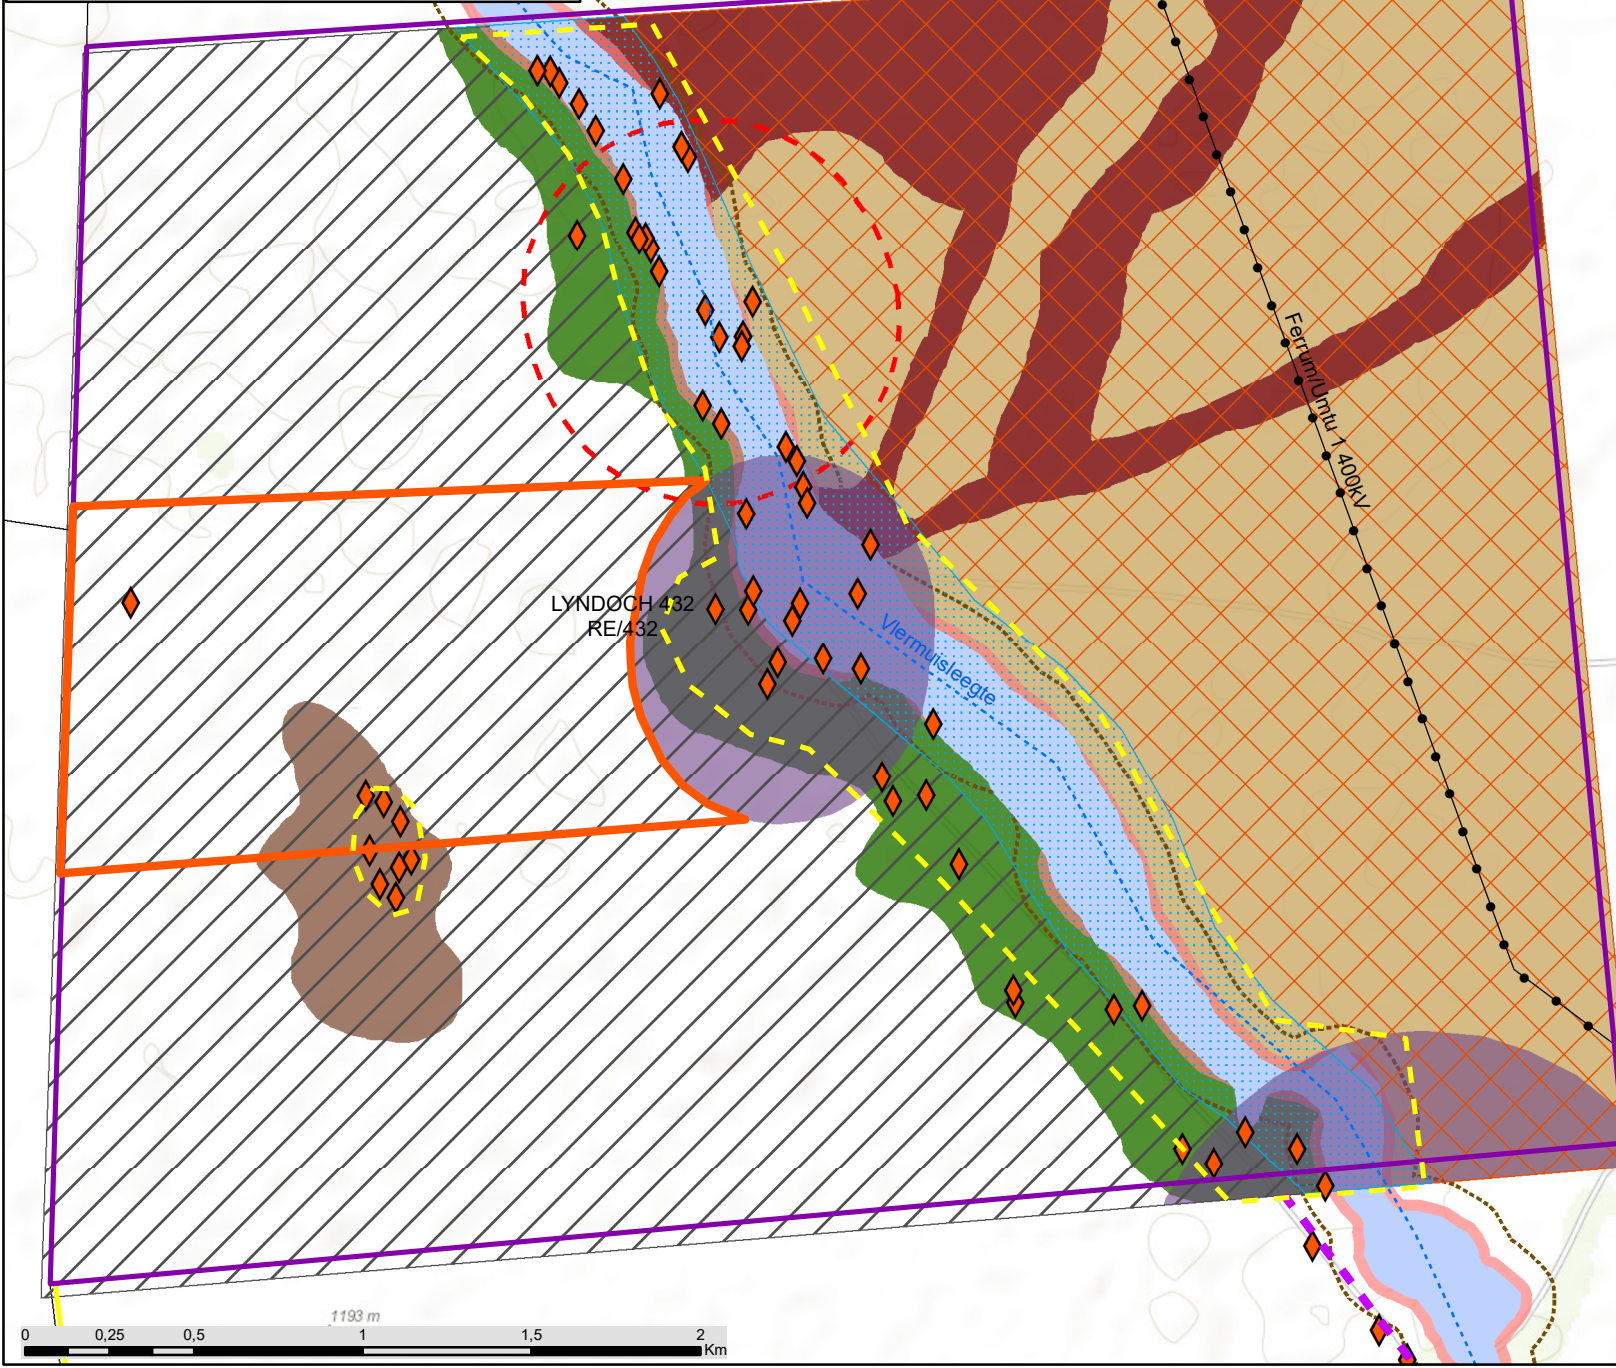 Ferrum/Umtu 1 400kV
LYNDOCH 432
RE/432
Vlermuisleegte
1193 m
0 0,25 0,5 1 1,5 2
Km